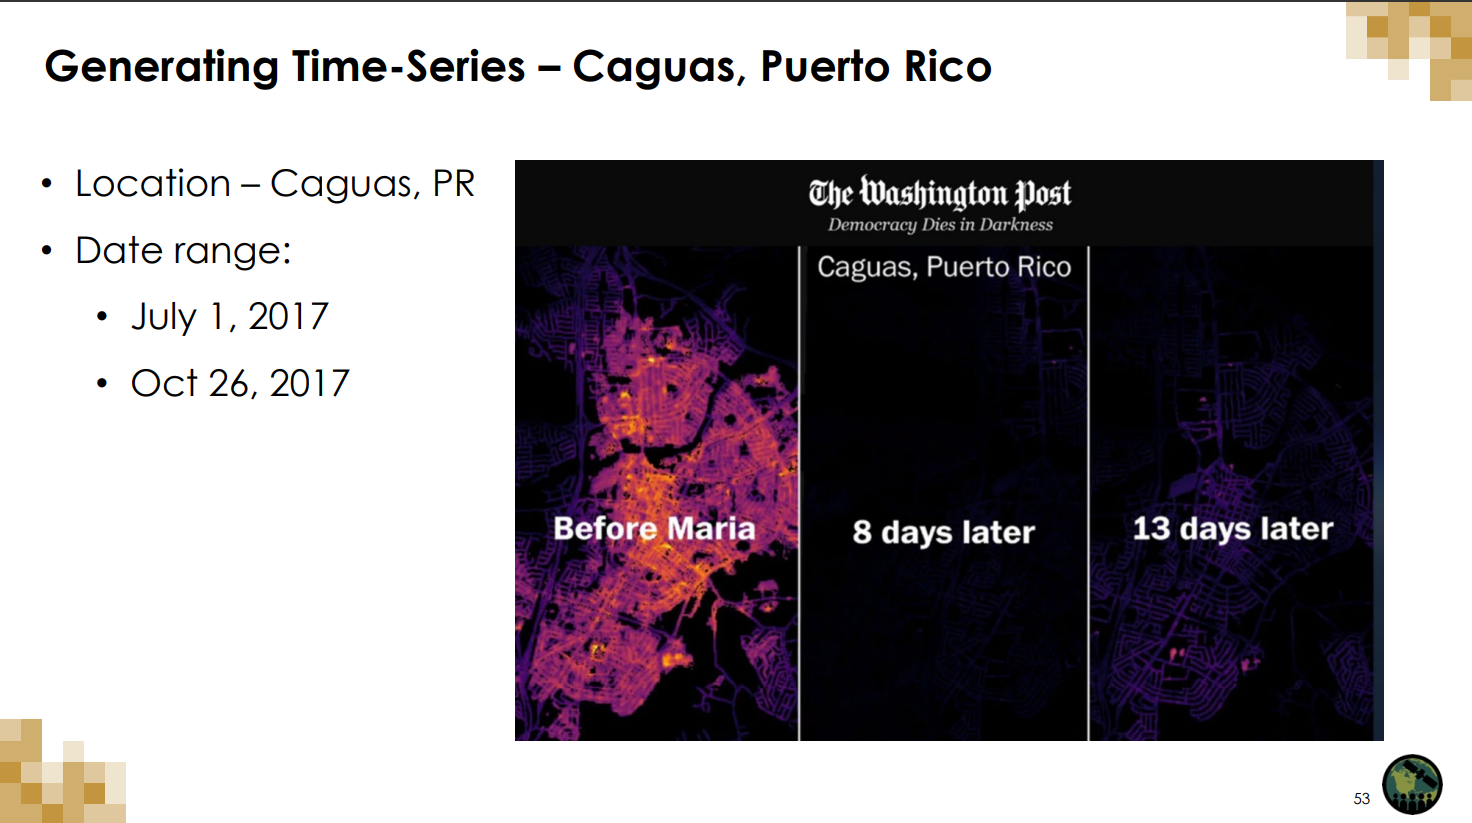 Generating Time-Series – Caguas, Puerto Rico
• Location – Caguas, PR
• Date range:
• July 1, 2017
• Oct 26, 2017
The Washington Post
Democracy Dies in Darkness
Caguas, Puerto Rico
Before Maria
8 days later
13 days later
53